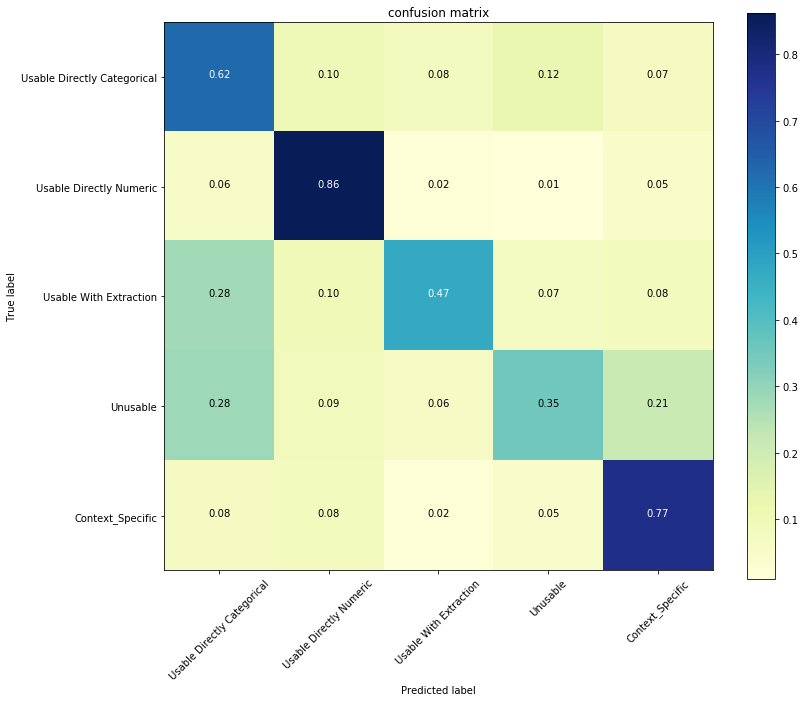 confusion matrix
Usable Directly Categorical 0.62 0.10 0.08 0.12 0.07
Usable Directly Numeric 0.06 0.86 0.02 0.01 0.05
Usable With Extraction 0.28 0.10 0.47 0.07 0.08
Unusable 0.28 0.09 0.06 0.35 0.21
Context_Specific 0.08 0.08 0.02 0.05 0.77
True label
Usable Directly Categorical
Usable Directly Numeric
Usable With Extraction
Unusable
Context_Specific
Predicted label
0.8
0.7
0.6
0.5
0.4
0.3
0.2
0.1